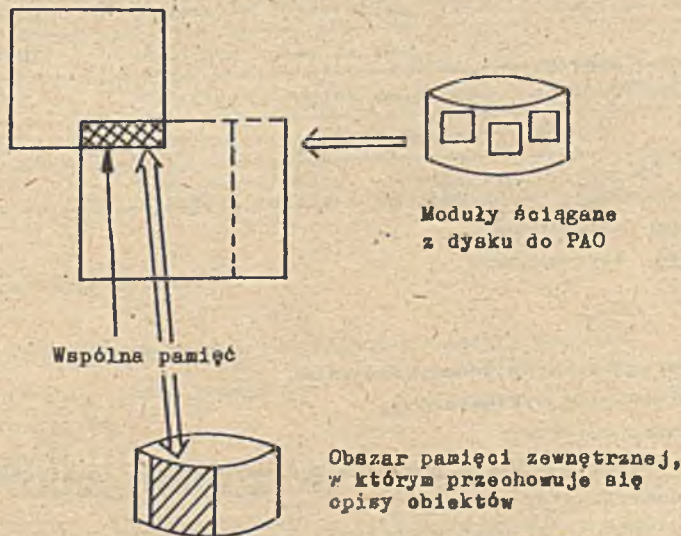 Moduły ściągane
z dysku do PAO
Wspólna pamięć
Obszar pamięci zewnętrznej,
w którym przechowuje się
opisy obiektów